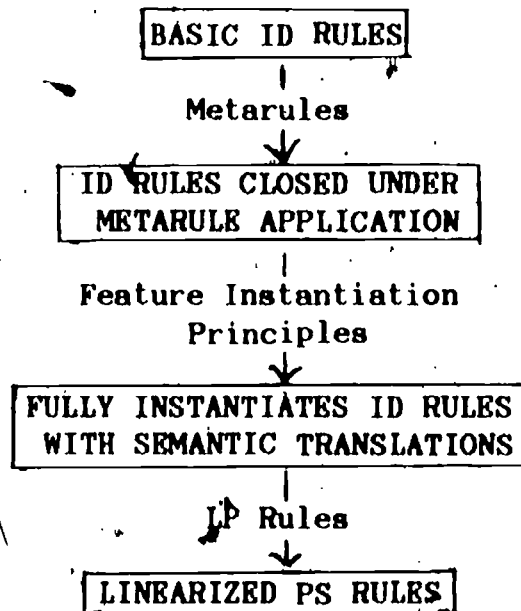 BASIC ID RULES
Metarules
ID RULES CLOSED UNDER
METARULE APPLICATION
Feature Instantiation
Principles
FULLY INSTANTIATES ID RULES
WITH SEMANTIC TRANSLATIONS
LP Rules
LINEARIZED PS RULES